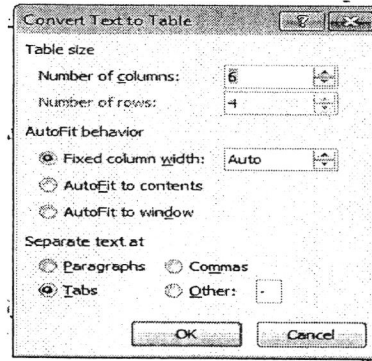 Convert Text to Table
Table size
Number of columns: 6
Number of rows: 4
AutoFit behavior
Fixed column width: Auto
AutoFit to contents
AutoFit to window
Separate text at
Paragraphs Commas
Tabs Other: -
OK Cancel